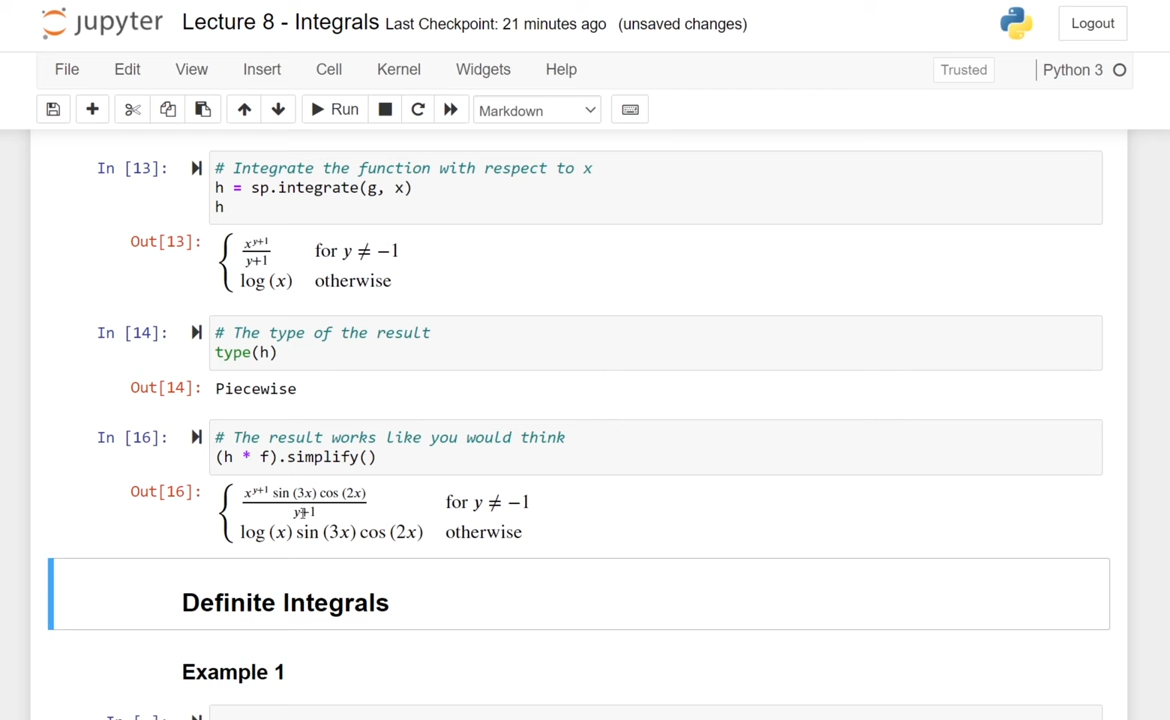 jupyter Lecture 8 - Integrals Last Checkpoint: 21 minutes ago (unsaved changes) Logout
File Edit View Insert Cell Kernel Widgets Help Trusted Python 3
Run Markdown
In [13]: # Integrate the function with respect to x
h = sp.integrate(g, x)
h
Out[13]: { x^{y+1}/(y+1) for y ≠ −1
log (x) otherwise
In [14]: # The type of the result
type(h)
Out[14]: Piecewise
In [16]: # The result works like you would think
(h * f).simplify()
Out[16]: { x^{y+1} sin (3x) cos (2x)/(y+1) for y ≠ −1
log (x) sin (3x) cos (2x) otherwise
Definite Integrals
Example 1